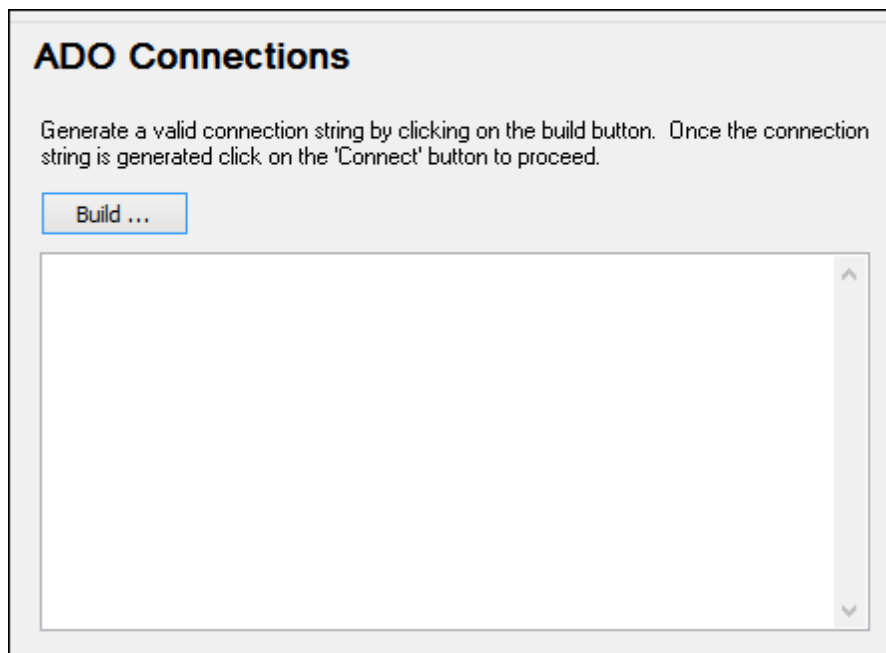 ADO Connections
Generate a valid connection string by clicking on the build button.  Once the connection
string is generated click on the 'Connect' button to proceed.
Build ...